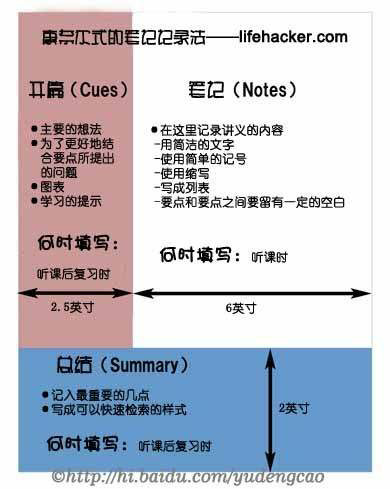 康奈尔式的笔记记录法——lifehacker.com
开篇（Cues）
●主要的想法
●为了更好地结
合要点所提出
的问题
●图表
●学习的提示
何时填写：
听课后复习时
2.5英寸
笔记（Notes）
●在这里记录讲义的内容
-用简洁的文字
-使用简单的记号
-使用缩写
-写成列表
-要点和要点之间要留有一定的空白
何时填写：听课时
6英寸
总结（Summary）
●记入最重要的几点
●写成可以快速检索的样式
何时填写：听课后复习时
2英寸
©http://hi.baidu.com/yudengcao